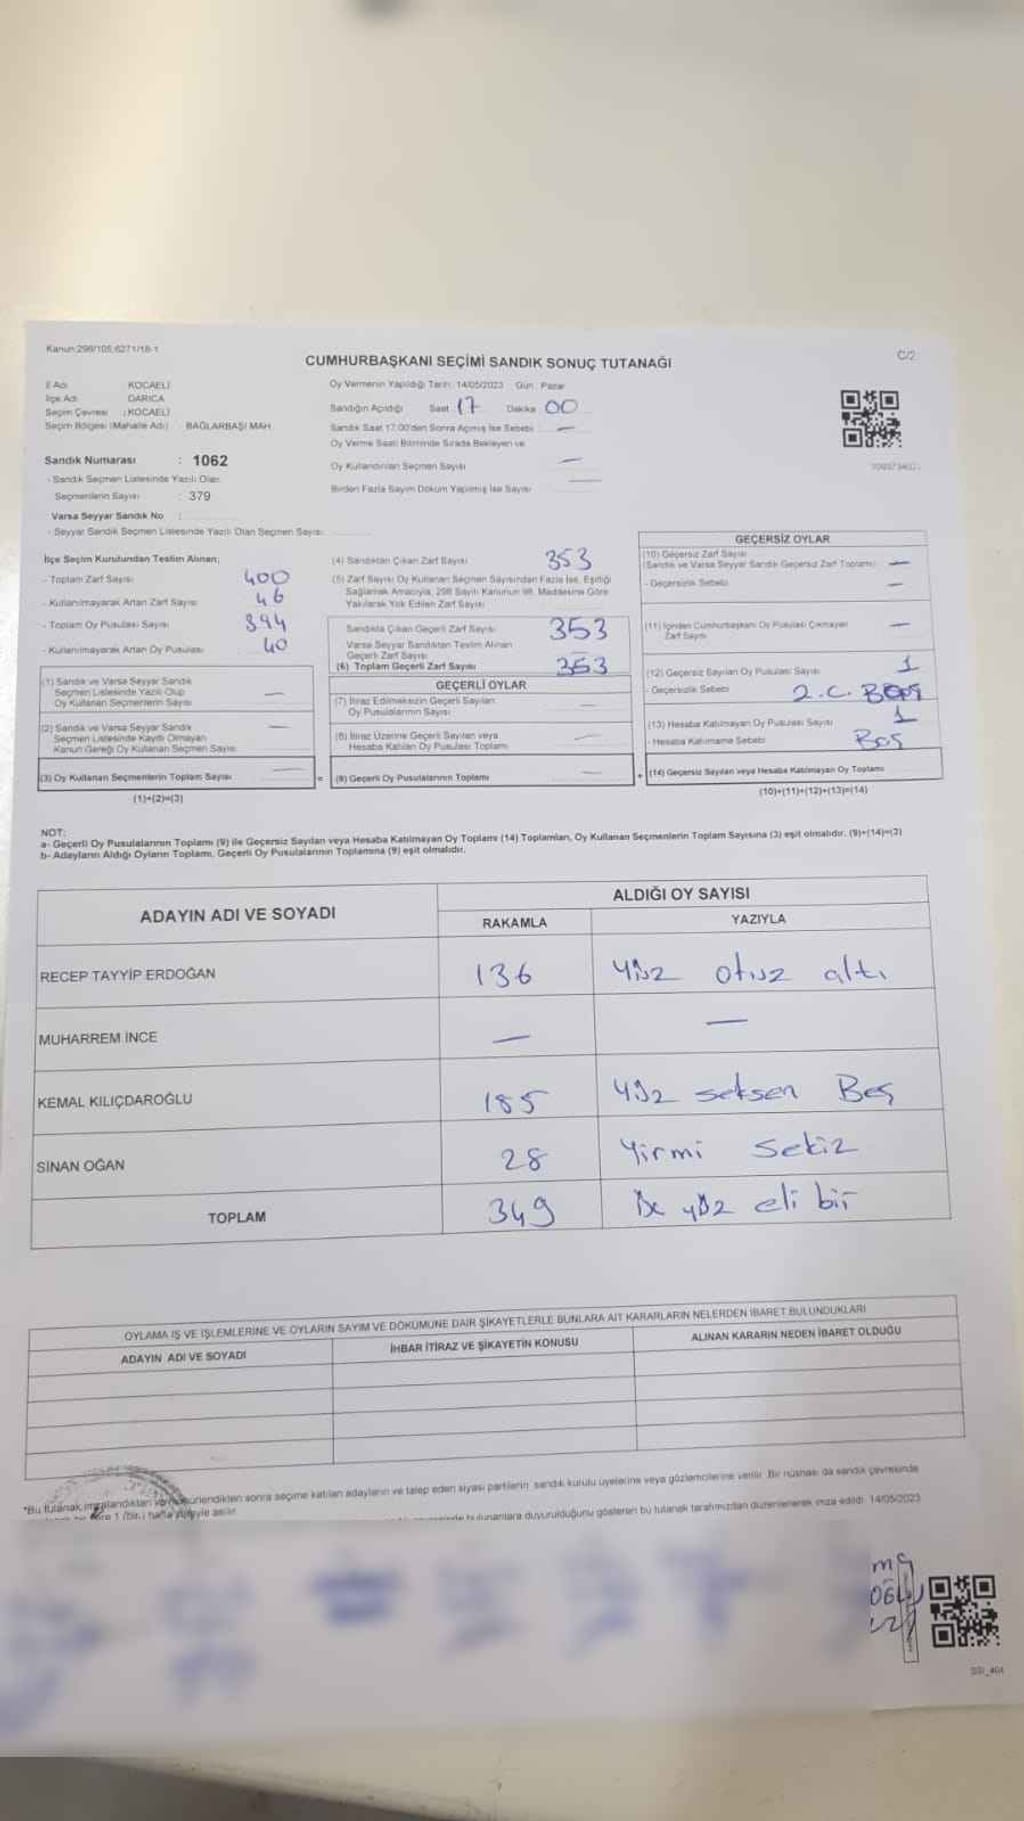 Kanun:298/105;6271/18-1
C/2
CUMHURBAŞKANI SEÇİMİ SANDIK SONUÇ TUTANAĞI
İl Adı KOCAELİ
İlçe Adı DARICA
Seçim Çevresi : KOCAELİ
Seçim Bölgesi (Mahalle Adı) BAĞLARBAŞI MAH
Sandık Numarası : 1062
- Sandık Seçmen Listesinde Yazılı Olan
Seçmenlerin Sayısı : 379
Varsa Seyyar Sandık No :
- Seyyar Sandık Seçmen Listesinde Yazılı Olan Seçmen Sayısı
Oy Vermenin Yapıldığı Tarih: 14/05/2023 Gün: Pazar
Sandığın Açıldığı Saat 17 Dakika 00
Sandık Saat 17.00'den Sonra Açılmış İse Sebebi —
Oy Verme Saati Bitiminde Sırada Bekleyen ve
Oy Kullandırılan Seçmen Sayısı —
Birden Fazla Sayım Döküm Yapılmış İse Sayısı —
İlçe Seçim Kurulundan Teslim Alınan;
- Toplam Zarf Sayısı 400
- Kullanılmayarak Artan Zarf Sayısı 46
- Toplam Oy Pusulası Sayısı 394
- Kullanılmayarak Artan Oy Pusulası 40
(1) Sandık ve Varsa Seyyar Sandık
Seçmen Listesinde Yazılı Olup
Oy Kullanan Seçmenlerin Sayısı —
(2) Sandık ve Varsa Seyyar Sandık
Seçmen Listesinde Kayıtlı Olmayan
Kanun Gereği Oy Kullanan Seçmen Sayısı —
(3) Oy Kullanan Seçmenlerin Toplam Sayısı —
(1)+(2)=(3)
(4) Sandıktan Çıkan Zarf Sayısı 353
(5) Zarf Sayısı Oy Kullanan Seçmen Sayısından Fazla İse, Eşitliği
Sağlamak Amacıyla, 298 Sayılı Kanunun 98. Maddesine Göre
Yakılarak Yok Edilen Zarf Sayısı
Sandıkta Çıkan Geçerli Zarf Sayısı 353
Varsa Seyyar Sandıktan Teslim Alınan
Geçerli Zarf Sayısı
(6) Toplam Geçerli Zarf Sayısı 353
GEÇERLİ OYLAR
(7) İtiraz Edilmeksizin Geçerli Sayılan
Oy Pusulalarının Sayısı —
(8) İtiraz Üzerine Geçerli Sayılan veya
Hesaba Katılan Oy Pusulası Toplamı —
(9) Geçerli Oy Pusulalarının Toplamı —
GEÇERSİZ OYLAR
(10) Geçersiz Zarf Sayısı
(Sandık ve Varsa Seyyar Sandık Geçersiz Zarf Toplamı) —
- Geçersizlik Sebebi —
(11) İçinden Cumhurbaşkanı Oy Pusulası Çıkmayan
Zarf Sayısı —
(12) Geçersiz Sayılan Oy Pusulası Sayısı 1
- Geçersizlik Sebebi 2.C.
(13) Hesaba Katılmayan Oy Pusulası Sayısı 1
- Hesaba Katılmama Sebebi Boş
(14) Geçersiz Sayılan veya Hesaba Katılmayan Oy Toplamı
(10)+(11)+(12)+(13)=(14)
NOT:
a- Geçerli Oy Pusulalarının Toplamı (9) ile Geçersiz Sayılan veya Hesaba Katılmayan Oy Toplamı (14) Toplamları, Oy Kullanan Seçmenlerin Toplam Sayısına (3) eşit olmalıdır. (9)+(14)=(3)
b- Adayların Aldığı Oyların Toplamı, Geçerli Oy Pusulalarının Toplamına (9) eşit olmalıdır.
ADAYIN ADI VE SOYADI
ALDIĞI OY SAYISI
RAKAMLA YAZIYLA
RECEP TAYYİP ERDOĞAN 136 yüz otuz altı
MUHARREM İNCE — —
KEMAL KILIÇDAROĞLU 185 yüz seksen Beş
SİNAN OĞAN 28 Yirmi Sekiz
TOPLAM 349 yüz eli bir
OYLAMA İŞ VE İŞLEMLERİNE VE OYLARIN SAYIM VE DÖKÜMÜNE DAİR ŞİKAYETLERLE BUNLARA AİT KARARLARIN NELERDEN İBARET BULUNDUKLARI
ADAYIN ADI VE SOYADI İHBAR İTİRAZ VE ŞİKAYETİN KONUSU ALINAN KARARIN NEDEN İBARET OLDUĞU
*Bu tutanak, imzalandıktan ve mühürlendikten sonra seçime katılan adayların ve talep eden siyasi partilerin sandık kurulu üyelerine veya gözlemcilerine verilir. Bir nüshası da sandık çevresinde
1 (bir) hafta süreyle asılır.
bulunanlara duyurulduğunu gösteren bu tutanak tarafımızdan düzenlenerek imza edildi. 14/05/2023